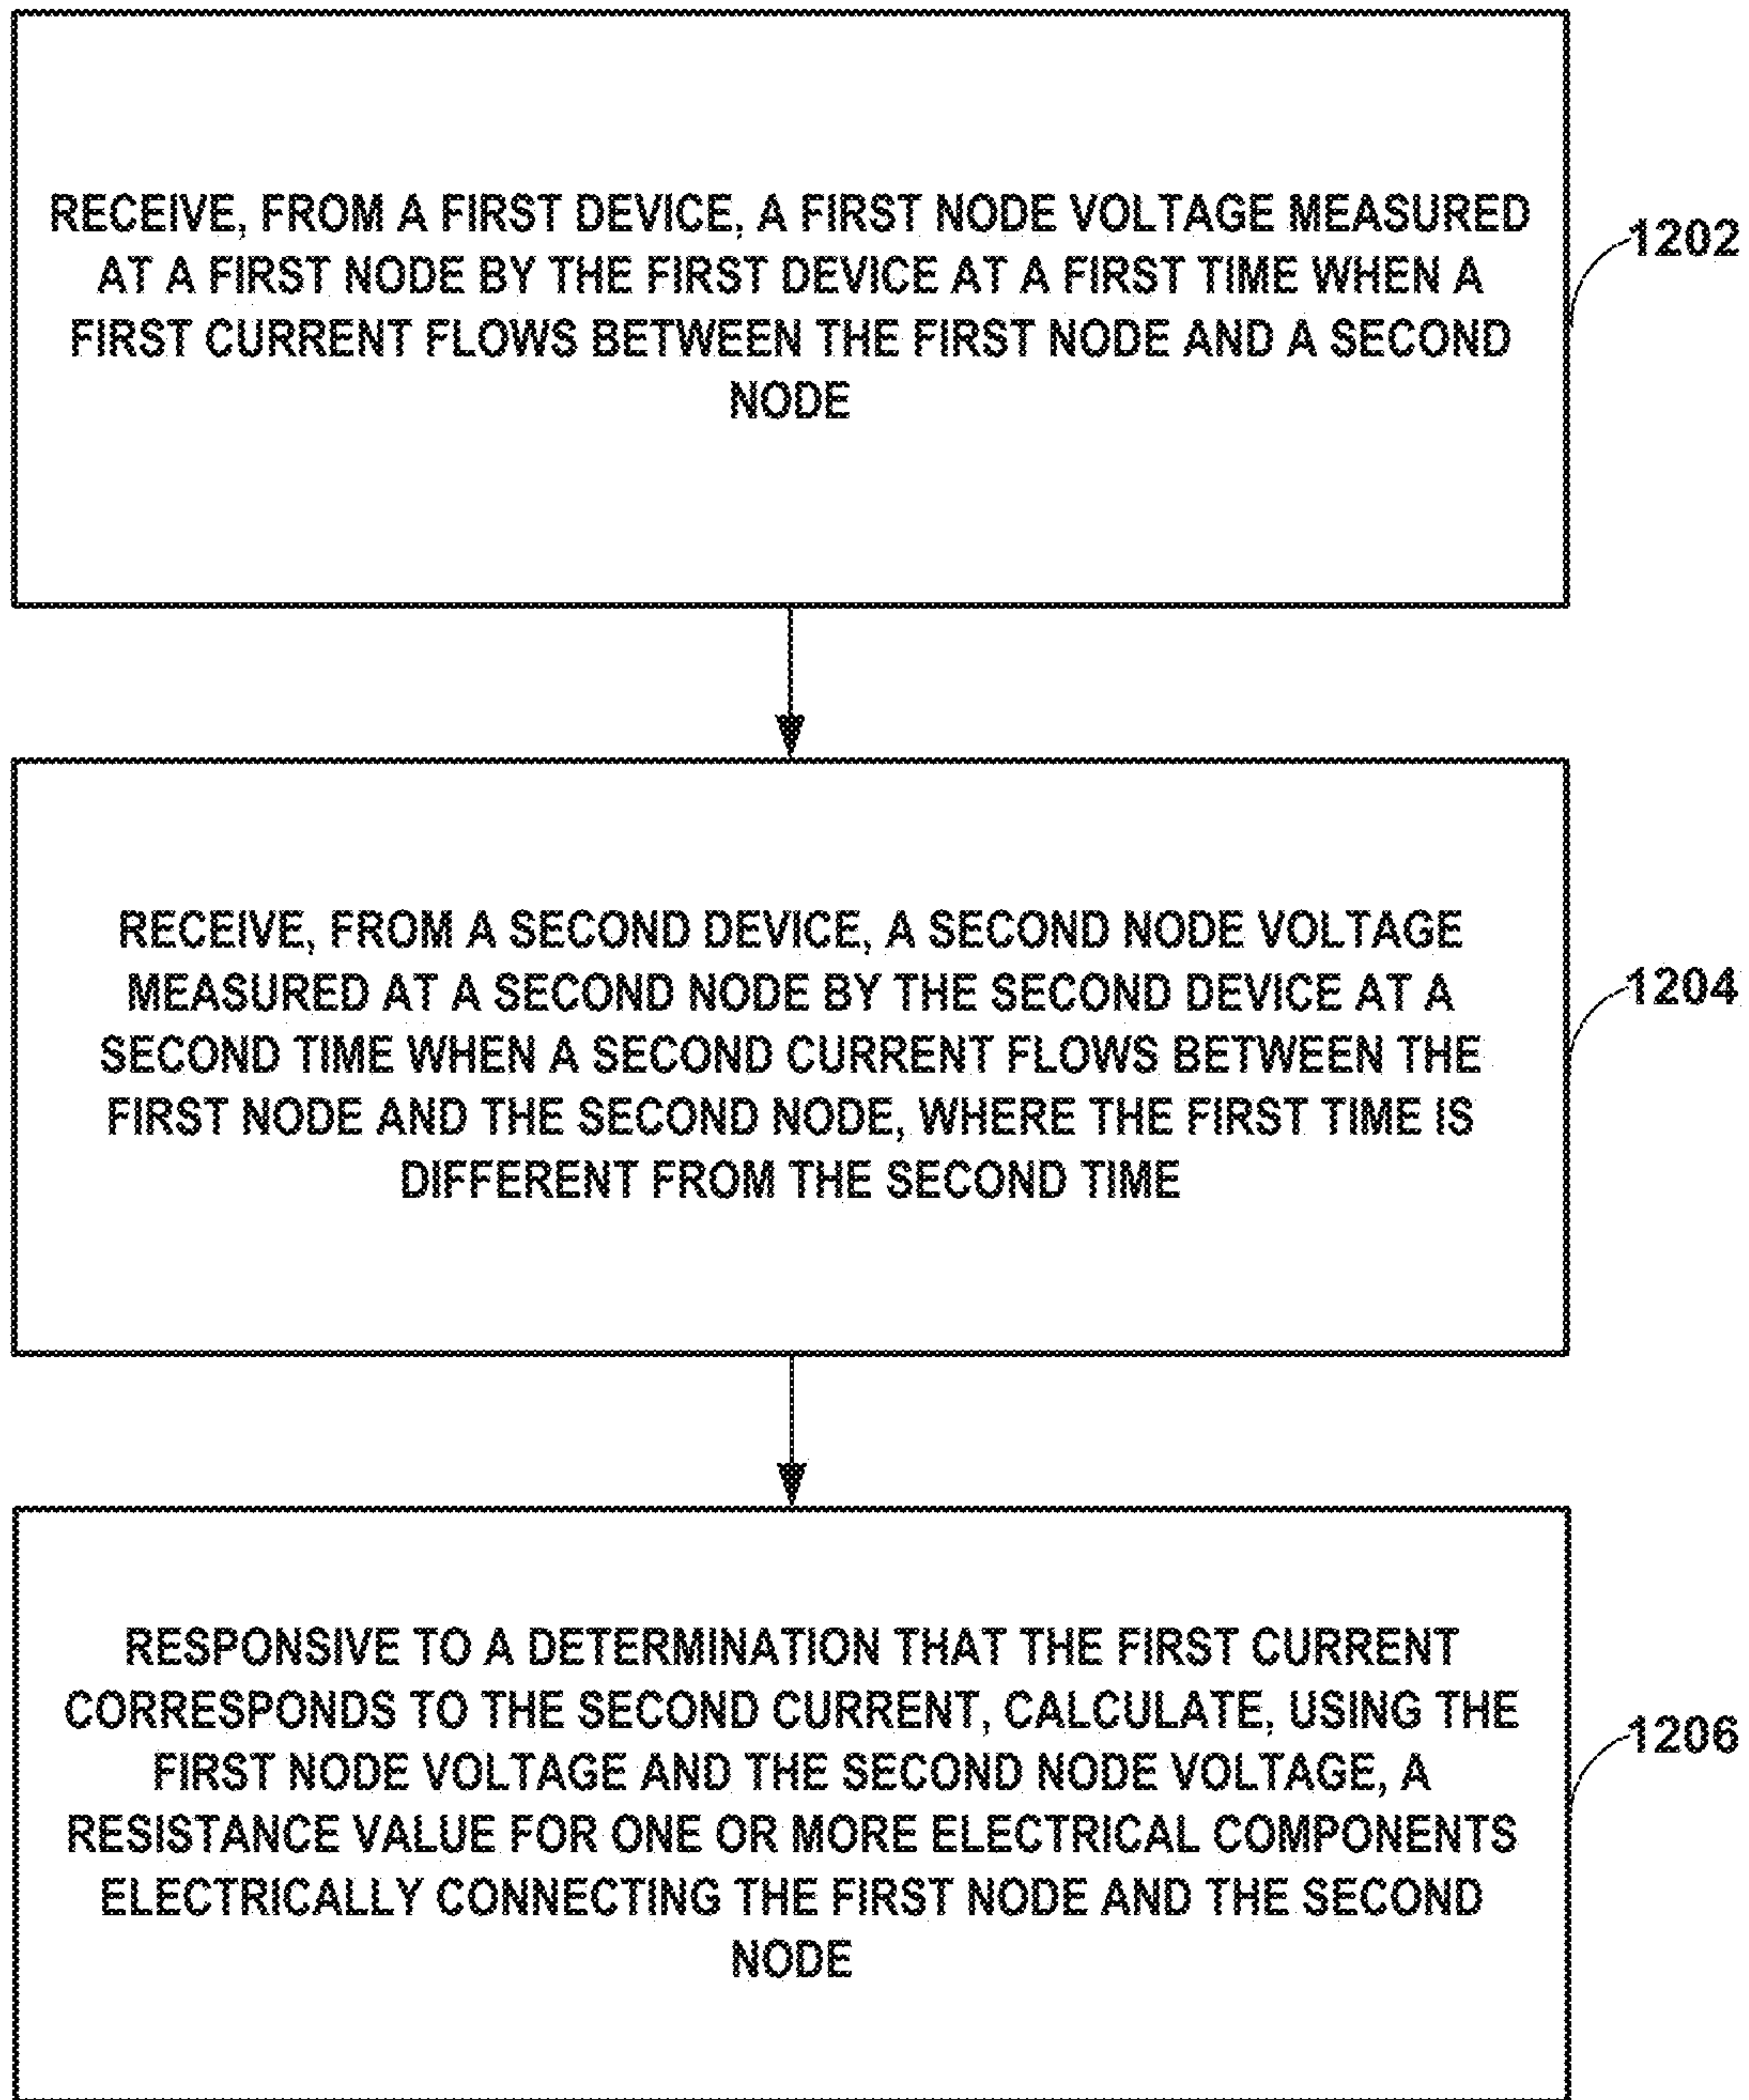 RECEIVE, FROM A FIRST DEVICE, A FIRST NODE VOLTAGE MEASURED
AT A FIRST NODE BY THE FIRST DEVICE AT A FIRST TIME WHEN A
FIRST CURRENT FLOWS BETWEEN THE FIRST NODE AND A SECOND
NODE
1202
RECEIVE, FROM A SECOND DEVICE, A SECOND NODE VOLTAGE
MEASURED AT A SECOND NODE BY THE SECOND DEVICE AT A
SECOND TIME WHEN A SECOND CURRENT FLOWS BETWEEN THE
FIRST NODE AND THE SECOND NODE, WHERE THE FIRST TIME IS
DIFFERENT FROM THE SECOND TIME
1204
RESPONSIVE TO A DETERMINATION THAT THE FIRST CURRENT
CORRESPONDS TO THE SECOND CURRENT, CALCULATE, USING THE
FIRST NODE VOLTAGE AND THE SECOND NODE VOLTAGE, A
RESISTANCE VALUE FOR ONE OR MORE ELECTRICAL COMPONENTS
ELECTRICALLY CONNECTING THE FIRST NODE AND THE SECOND
NODE
1206